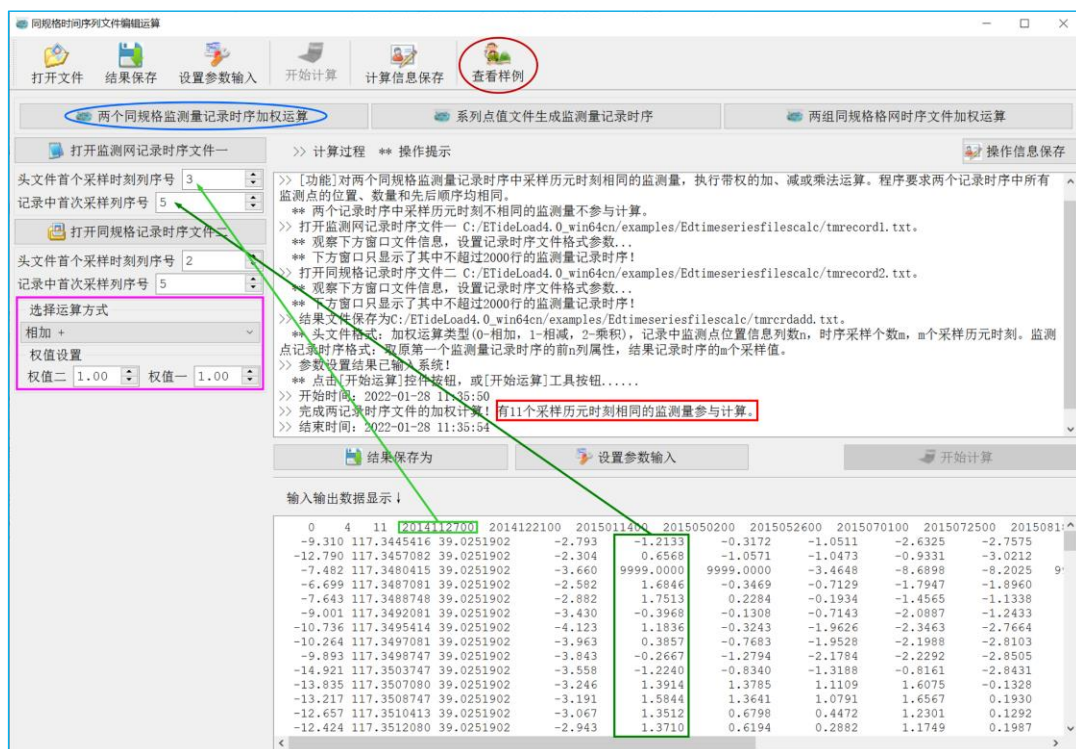 同规格时间序列文件编辑运算
打开文件 结果保存 设置参数输入 开始计算 计算信息保存 查看样例
两个同规格监测量记录时序加权运算 系列点值文件生成监测量记录时序 两组同规格格网时序文件加权运算
打开监测网记录时序文件一
头文件首个采样时刻列序号 3
记录中首次采样列序号 5
打开同规格记录时序文件二
头文件首个采样时刻列序号 2
记录中首次采样列序号 5
选择运算方式
相加 +
权值设置
权值二 1.00 权值一 1.00
>> 计算过程 ** 操作提示 操作信息保存
>> [功能]对两个同规格监测量记录时序中采样历元时刻相同的监测量，执行带权的加、减或乘法运算。程序要求两个记录时序中所有
监测点的位置、数量和先后顺序均相同。
** 两个记录时序中采样历元时刻不相同的监测量不参与计算。
>> 打开监测网记录时序文件一 C:/ETideLoad4.0_win64cn/examples/Edtimeseriesfilescalc/tmrecord1.txt。
** 观察下方窗口文件信息，设置记录时序文件格式参数...
** 下方窗口只显示了其中不超过2000行的监测量记录时序！
>> 打开同规格记录时序文件二 C:/ETideLoad4.0_win64cn/examples/Edtimeseriesfilescalc/tmrecord2.txt。
** 观察下方窗口文件信息，设置记录时序文件格式参数...
** 下方窗口只显示了其中不超过2000行的监测量记录时序！
>> 结果文件保存为C:/ETideLoad4.0_win64cn/examples/Edtimeseriesfilescalc/tmrcrdadd.txt。
** 头文件格式：加权运算类型(0-相加，1-相减，2-乘积)，记录中监测点位置信息列数n，时序采样个数m，m个采样历元时刻。监测
点记录时序格式：取原第一个监测量记录时序的前n列属性，结果记录时序的m个采样值。
>> 参数设置结果已输入系统！
** 点击[开始运算]控件按钮，或[开始运算]工具按钮......
>> 开始时间：2022-01-28 11:35:50
>> 完成两记录时序文件的加权计算！有11个采样历元时刻相同的监测量参与计算。
>> 结束时间：2022-01-28 11:35:54
结果保存为 设置参数输入 开始计算
输入输出数据显示↓
0 4 11 2014112700 2014122100 2015011400 2015050200 2015052600 2015070100 2015072500 201508
-9.310 117.3445416 39.0251902 -2.793 -1.2133 -0.3172 -1.0511 -2.6325 -2.7575
-12.790 117.3457082 39.0251902 -2.304 0.6568 -1.0571 -1.0473 -0.9331 -3.0212
-7.482 117.3480415 39.0251902 -3.660 9999.0000 9999.0000 -3.4648 -8.6898 -8.2025 9
-6.699 117.3487081 39.0251902 -2.582 1.6846 -0.3469 -0.7129 -1.7947 -1.8960
-7.643 117.3488748 39.0251902 -2.882 1.7513 0.2284 -0.1934 -1.4565 -1.1338
-9.001 117.3492081 39.0251902 -3.430 -0.3968 -0.1308 -0.7143 -2.0887 -1.2433
-10.736 117.3495414 39.0251902 -4.123 1.1836 -0.3243 -1.9626 -2.3463 -2.7664
-10.264 117.3497081 39.0251902 -3.963 0.3857 -0.7683 -1.9528 -2.1988 -2.8103
-9.893 117.3498747 39.0251902 -3.843 -0.2667 -1.2794 -2.1784 -2.2292 -2.8505
-14.921 117.3503747 39.0251902 -3.558 -1.2240 -0.8340 -1.3188 -0.8161 -2.8431
-13.835 117.3507080 39.0251902 -3.246 1.3914 1.3785 1.1109 1.6075 -0.1328
-13.217 117.3508747 39.0251902 -3.191 1.5844 1.3641 1.0791 1.6567 0.1930
-12.657 117.3510413 39.0251902 -3.067 1.3512 0.6798 0.4472 1.2301 0.1292
-12.424 117.3512080 39.0251902 -2.943 1.3710 0.6194 0.2882 1.1749 0.1987